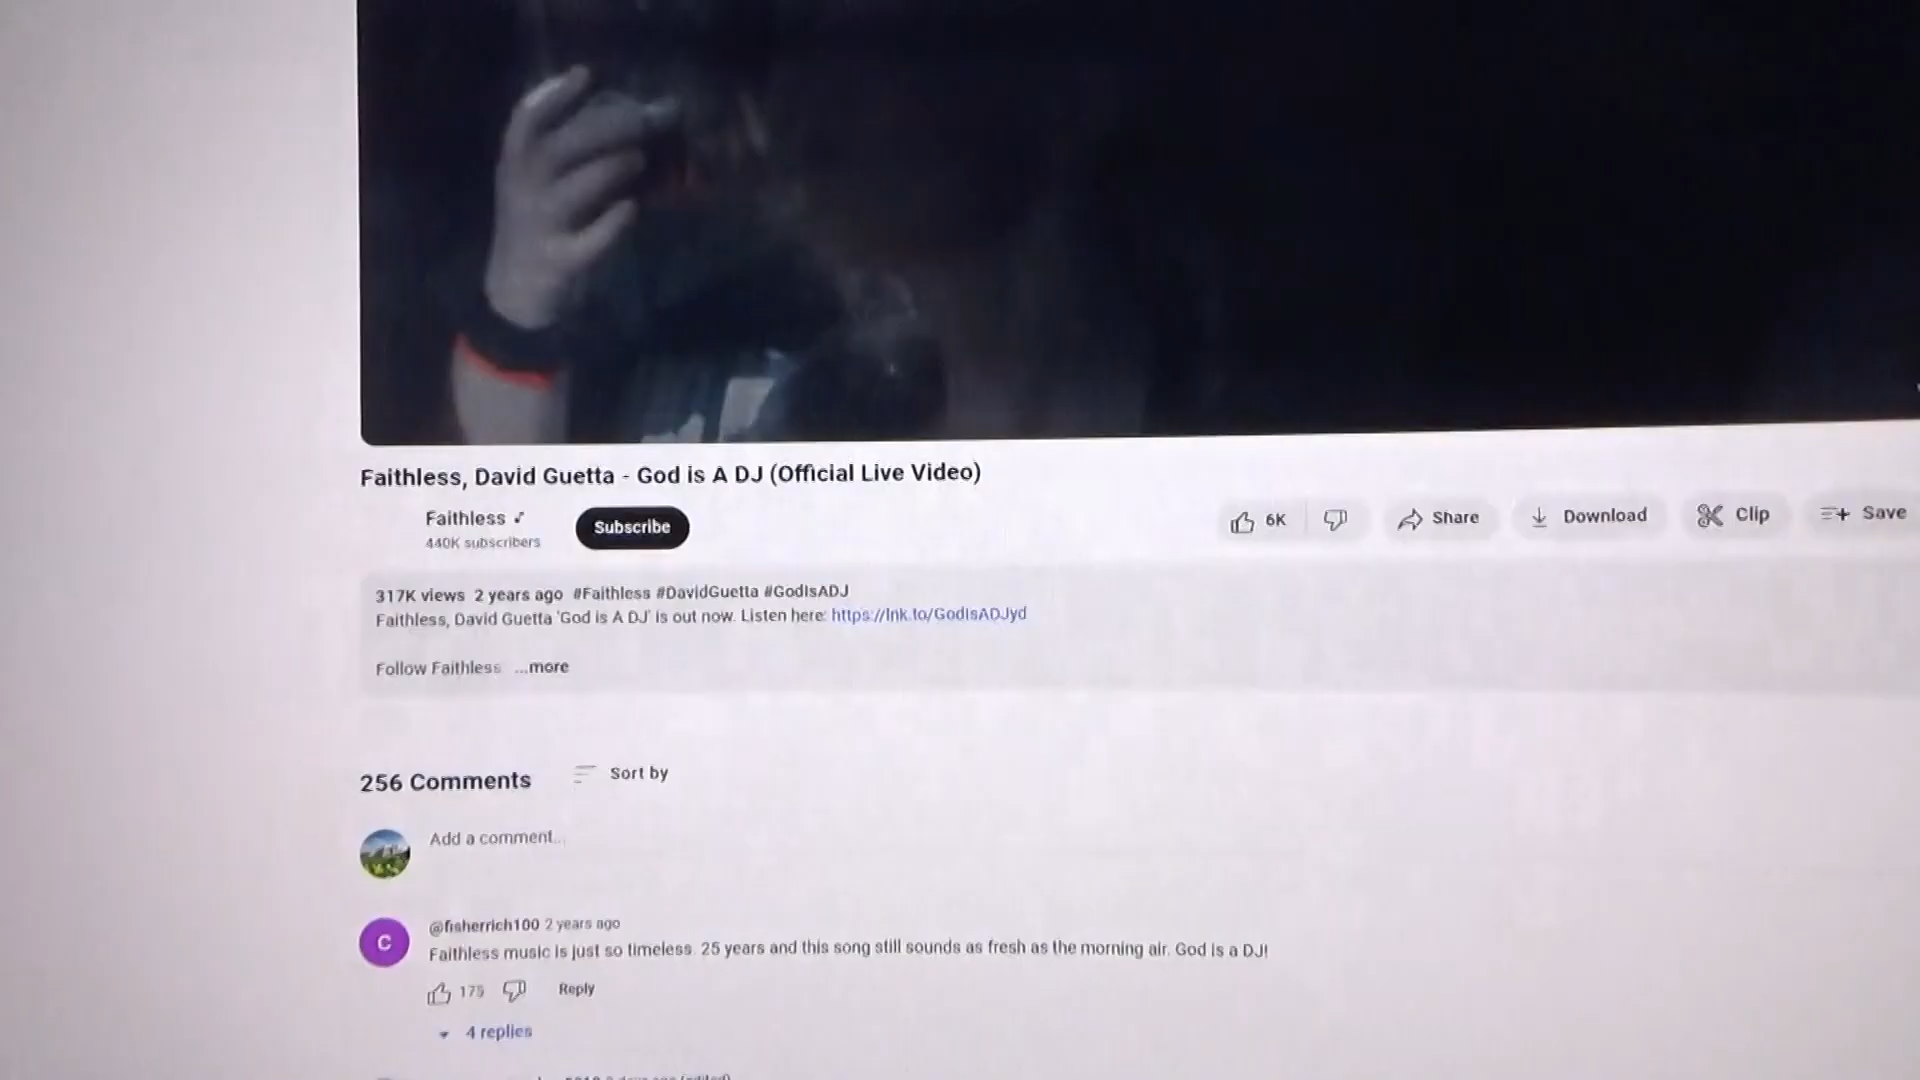 Faithless, David Guetta - God is A DJ (Official Live Video)
Faithless
440K subscribers
Subscribe
6K
Share
Download
Clip
Save
317K views 2 years ago #Faithless #DavidGuetta #GodIsADJ
Faithless, David Guetta 'God is A DJ' is out now. Listen here: https://lnk.to/GodIsADJyd
Follow Faithless ...more
256 Comments
Sort by
Add a comment...
C
@fisherrich100 2 years ago
Faithless music is just so timeless. 25 years and this song still sounds as fresh as the morning air. God is a DJ!
175
Reply
4 replies